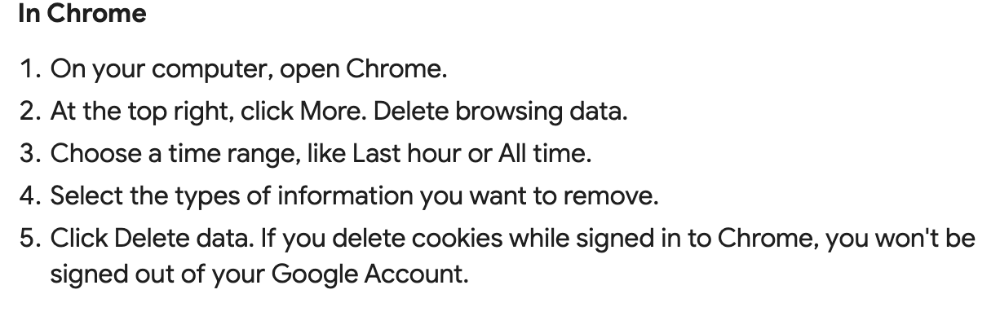 In Chrome
1. On your computer, open Chrome.
2. At the top right, click More. Delete browsing data.
3. Choose a time range, like Last hour or All time.
4. Select the types of information you want to remove.
5. Click Delete data. If you delete cookies while signed in to Chrome, you won't be
signed out of your Google Account.